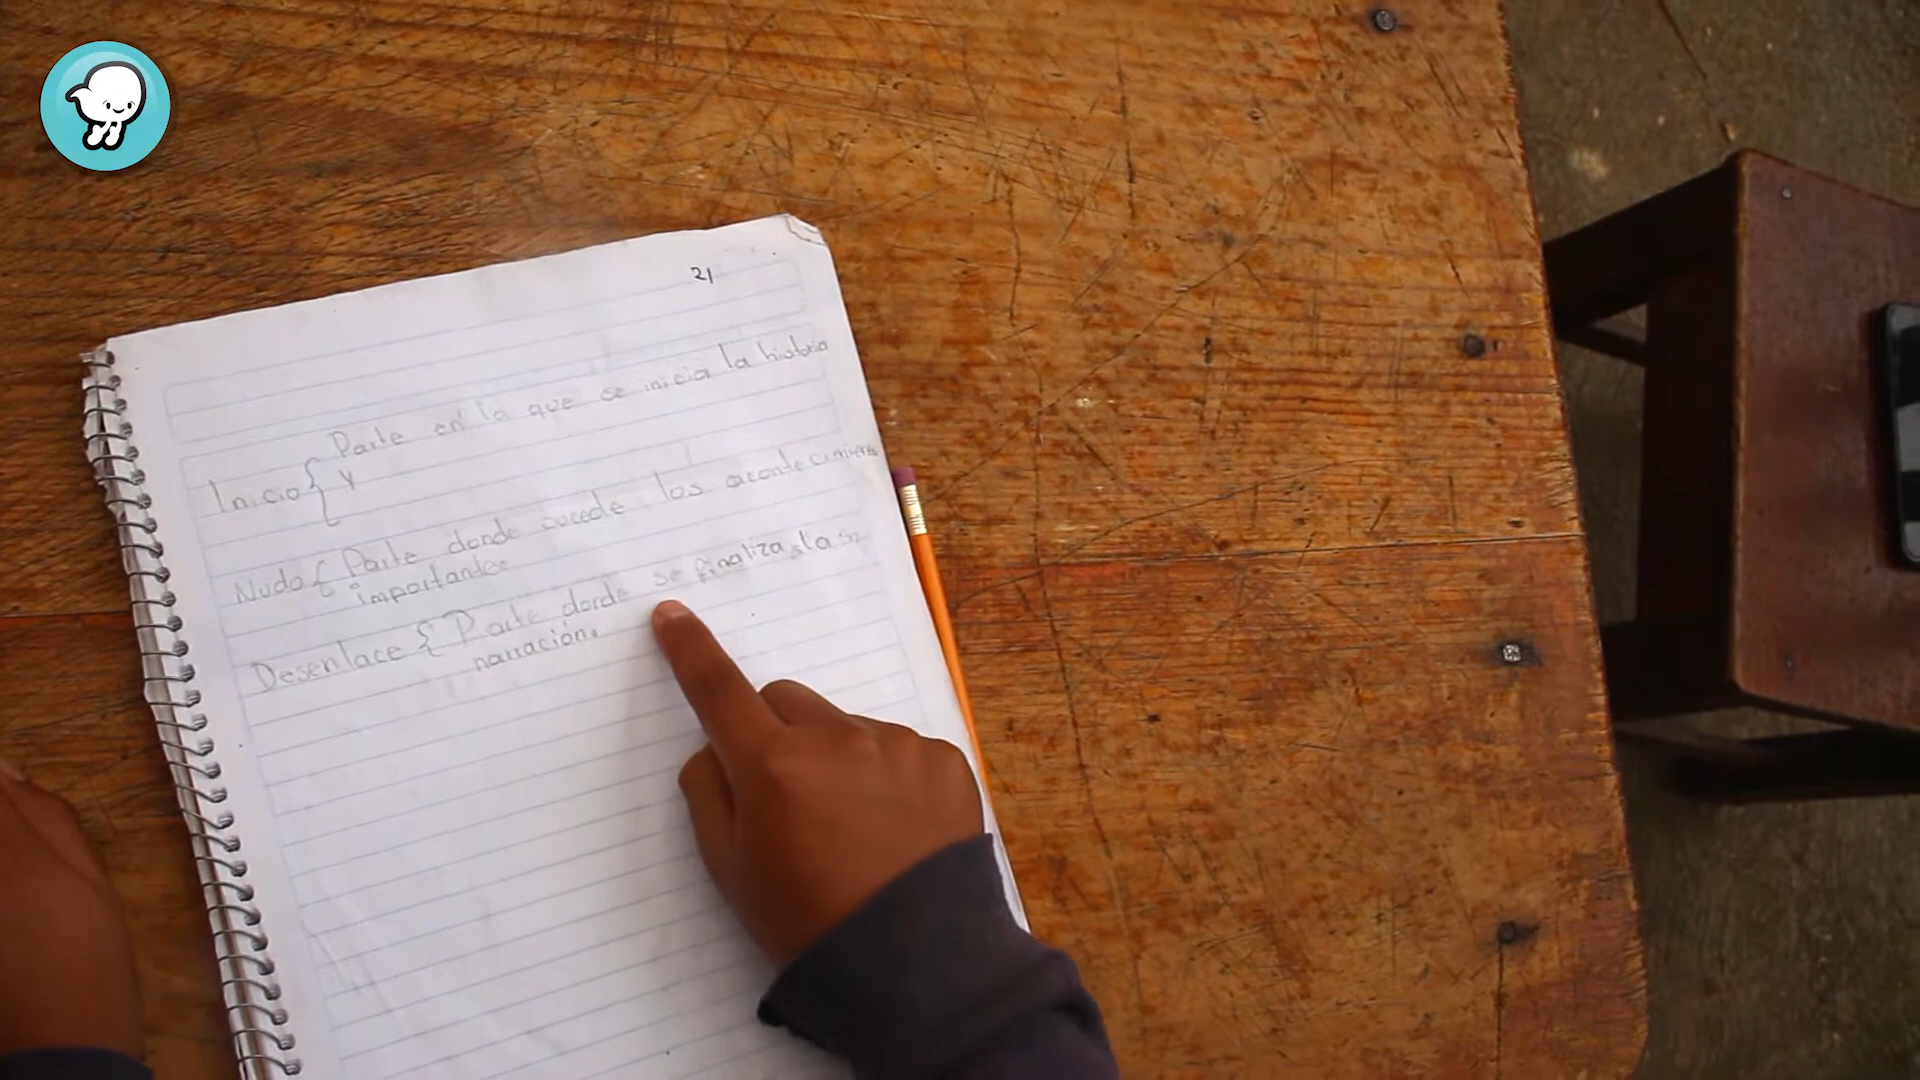 21
Parte en la que se inicia la historia
Inicio { y
Nudo { Parte donde sucede los acontecimientos
importantes
Desenlace { Parte donde se finaliza la
narración.